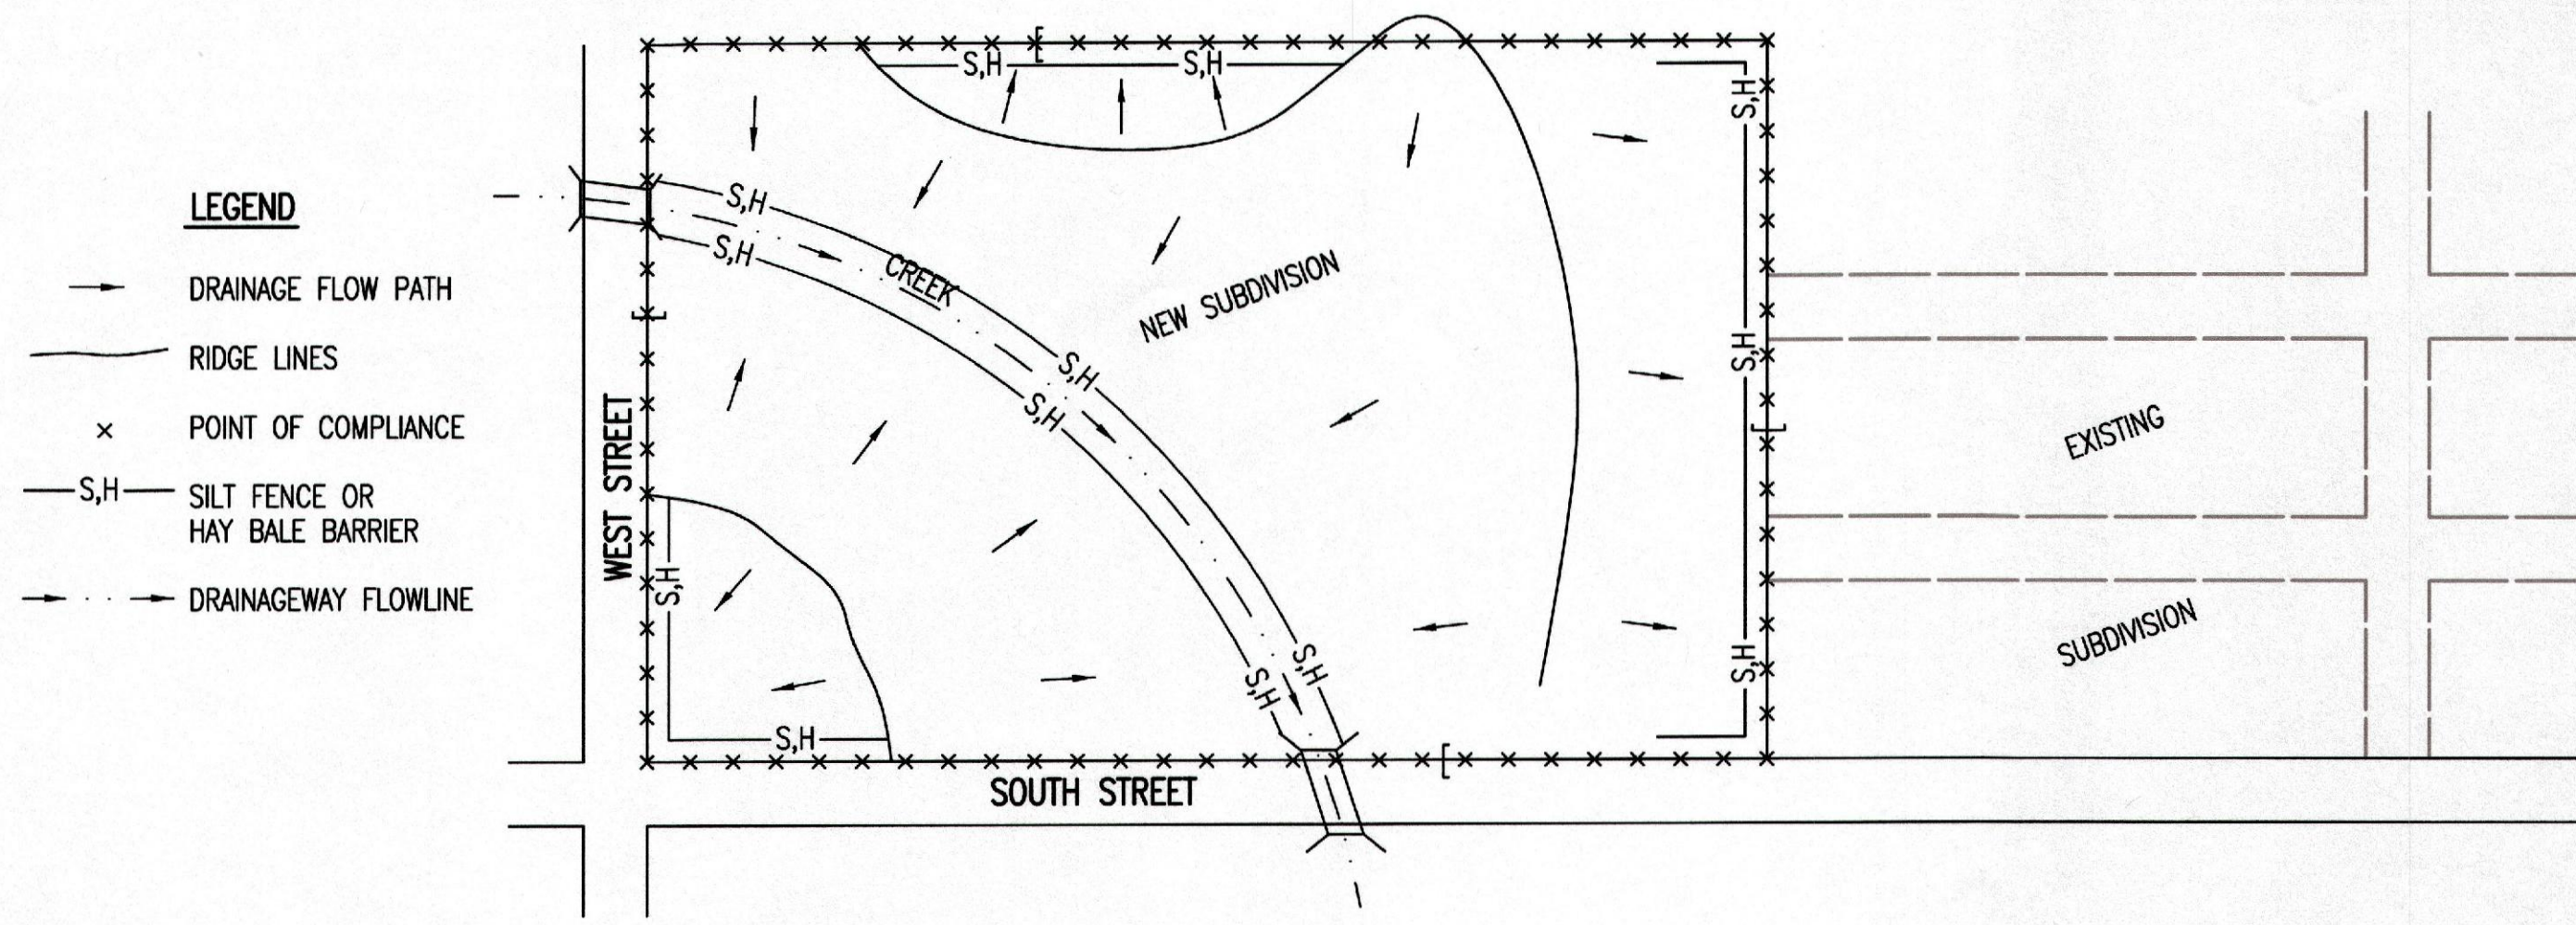 LEGEND
DRAINAGE FLOW PATH
RIDGE LINES
× POINT OF COMPLIANCE
S,H SILT FENCE OR
HAY BALE BARRIER
DRAINAGEWAY FLOWLINE
S,H
S,H
S,H
S,H
S,H
CREEK
NEW SUBDIVISION
S,H
S,H
S,H
WEST STREET
EXISTING
S,H
SUBDIVISION
S,H
S,H
S,H
S,H
SOUTH STREET